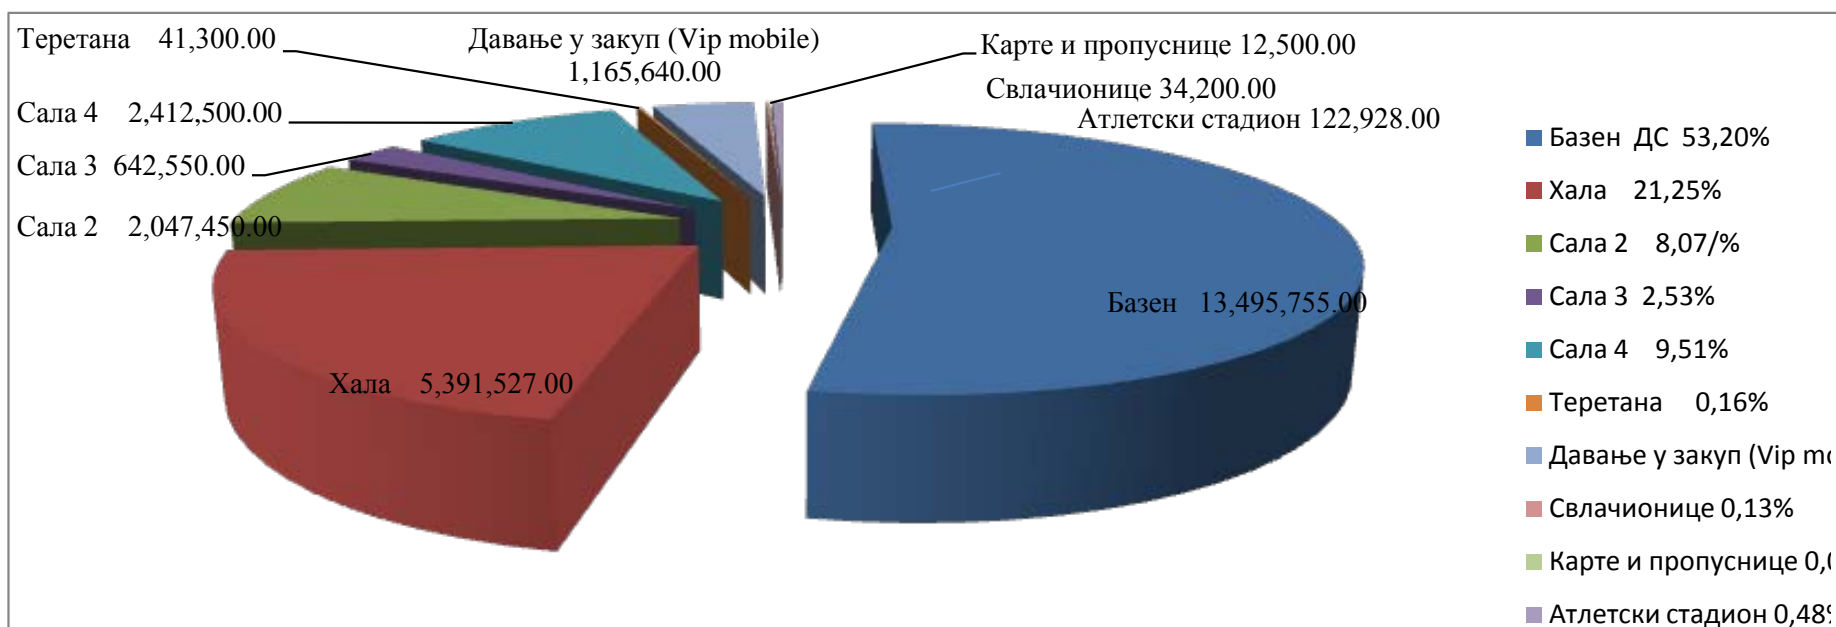 Теретана 41,300.00
Давање у закуп (Vip mobile)
1,165,640.00
Карте и пропуснице 12,500.00
Свлачионице 34,200.00
Атлетски стадион 122,928.00
Сала 4 2,412,500.00
Сала 3 642,550.00
Сала 2 2,047,450.00
Базен 13,495,755.00
Хала 5,391,527.00
Базен ДС 53,20%
Хала 21,25%
Сала 2 8,07/%
Сала 3 2,53%
Сала 4 9,51%
Теретана 0,16%
Давање у закуп (Vip
Свлачионице 0,13%
Карте и пропуснице
Атлетски стадион 0,48%